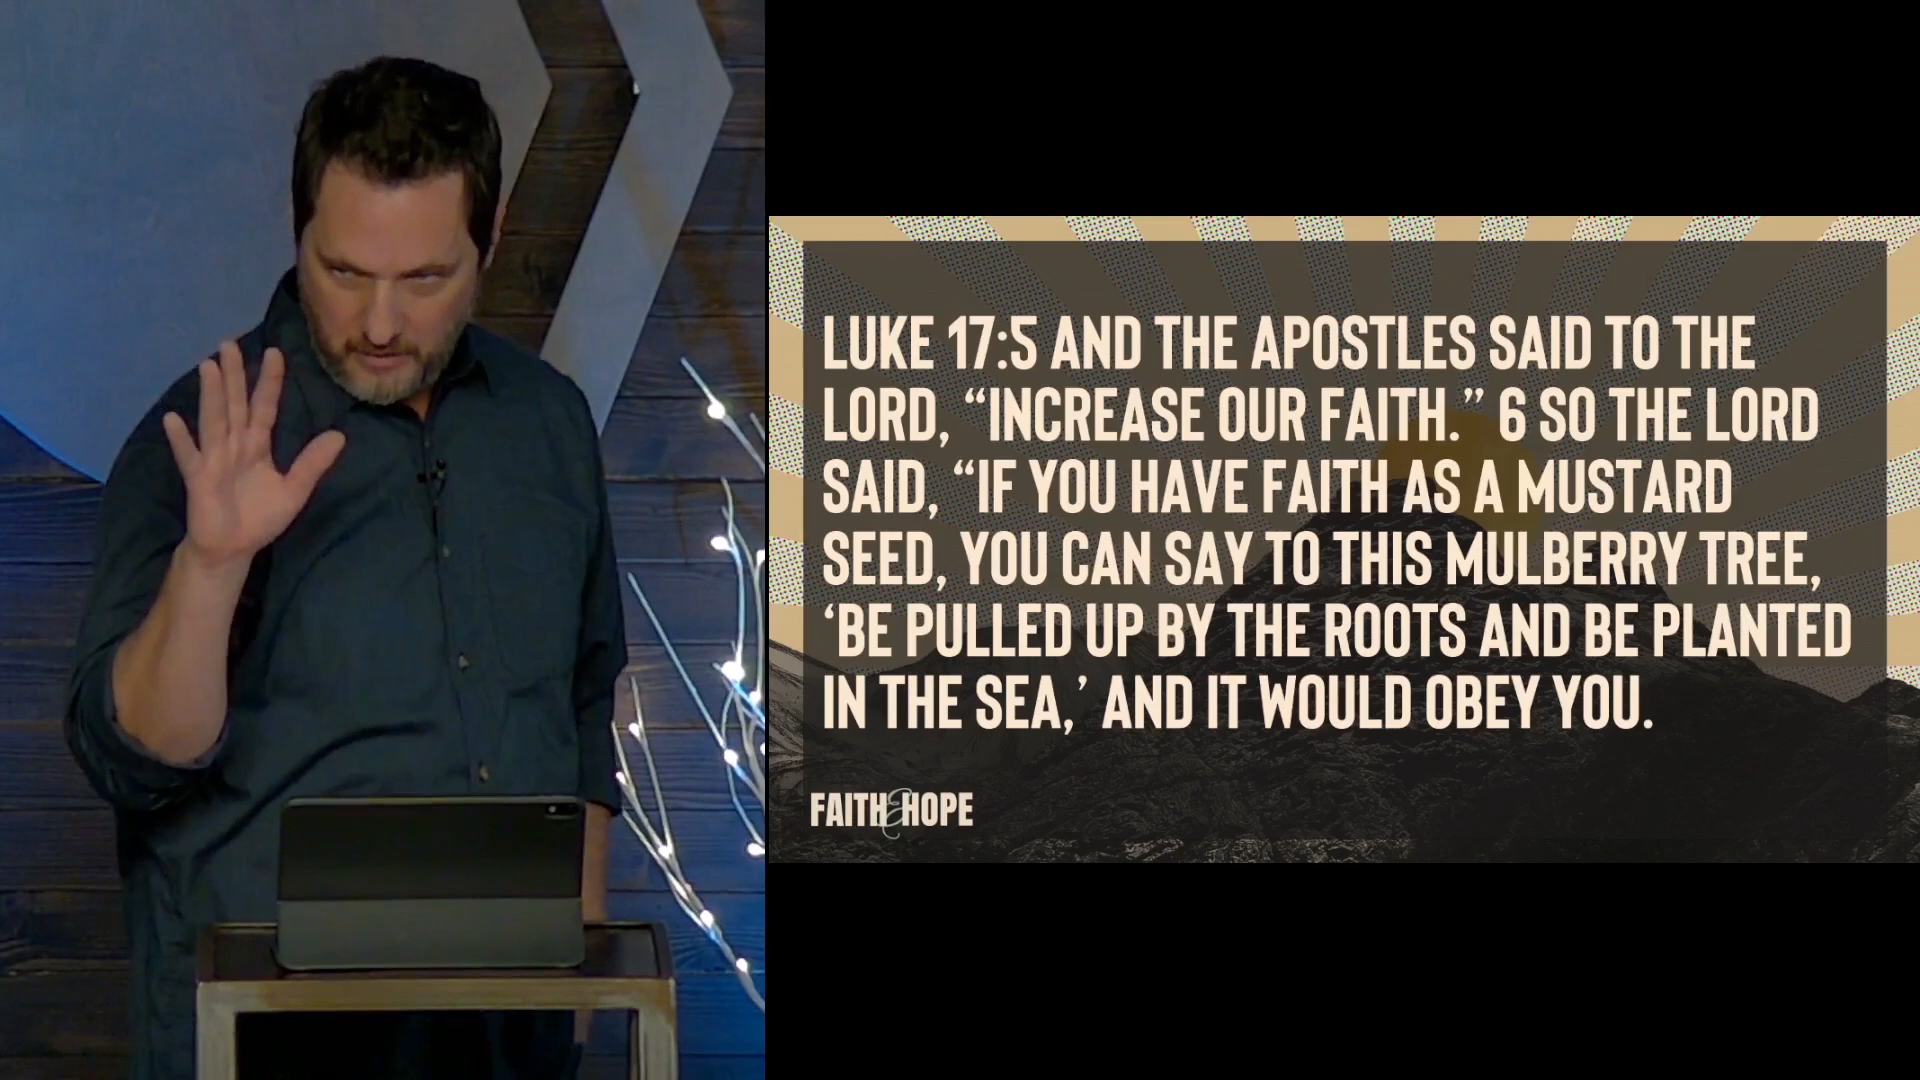 LUKE 17:5 AND THE APOSTLES SAID TO THE
LORD, “INCREASE OUR FAITH.” 6 SO THE LORD
SAID, “IF YOU HAVE FAITH AS A MUSTARD
SEED, YOU CAN SAY TO THIS MULBERRY TREE,
‘BE PULLED UP BY THE ROOTS AND BE PLANTED
IN THE SEA,’ AND IT WOULD OBEY YOU.
FAITH & HOPE